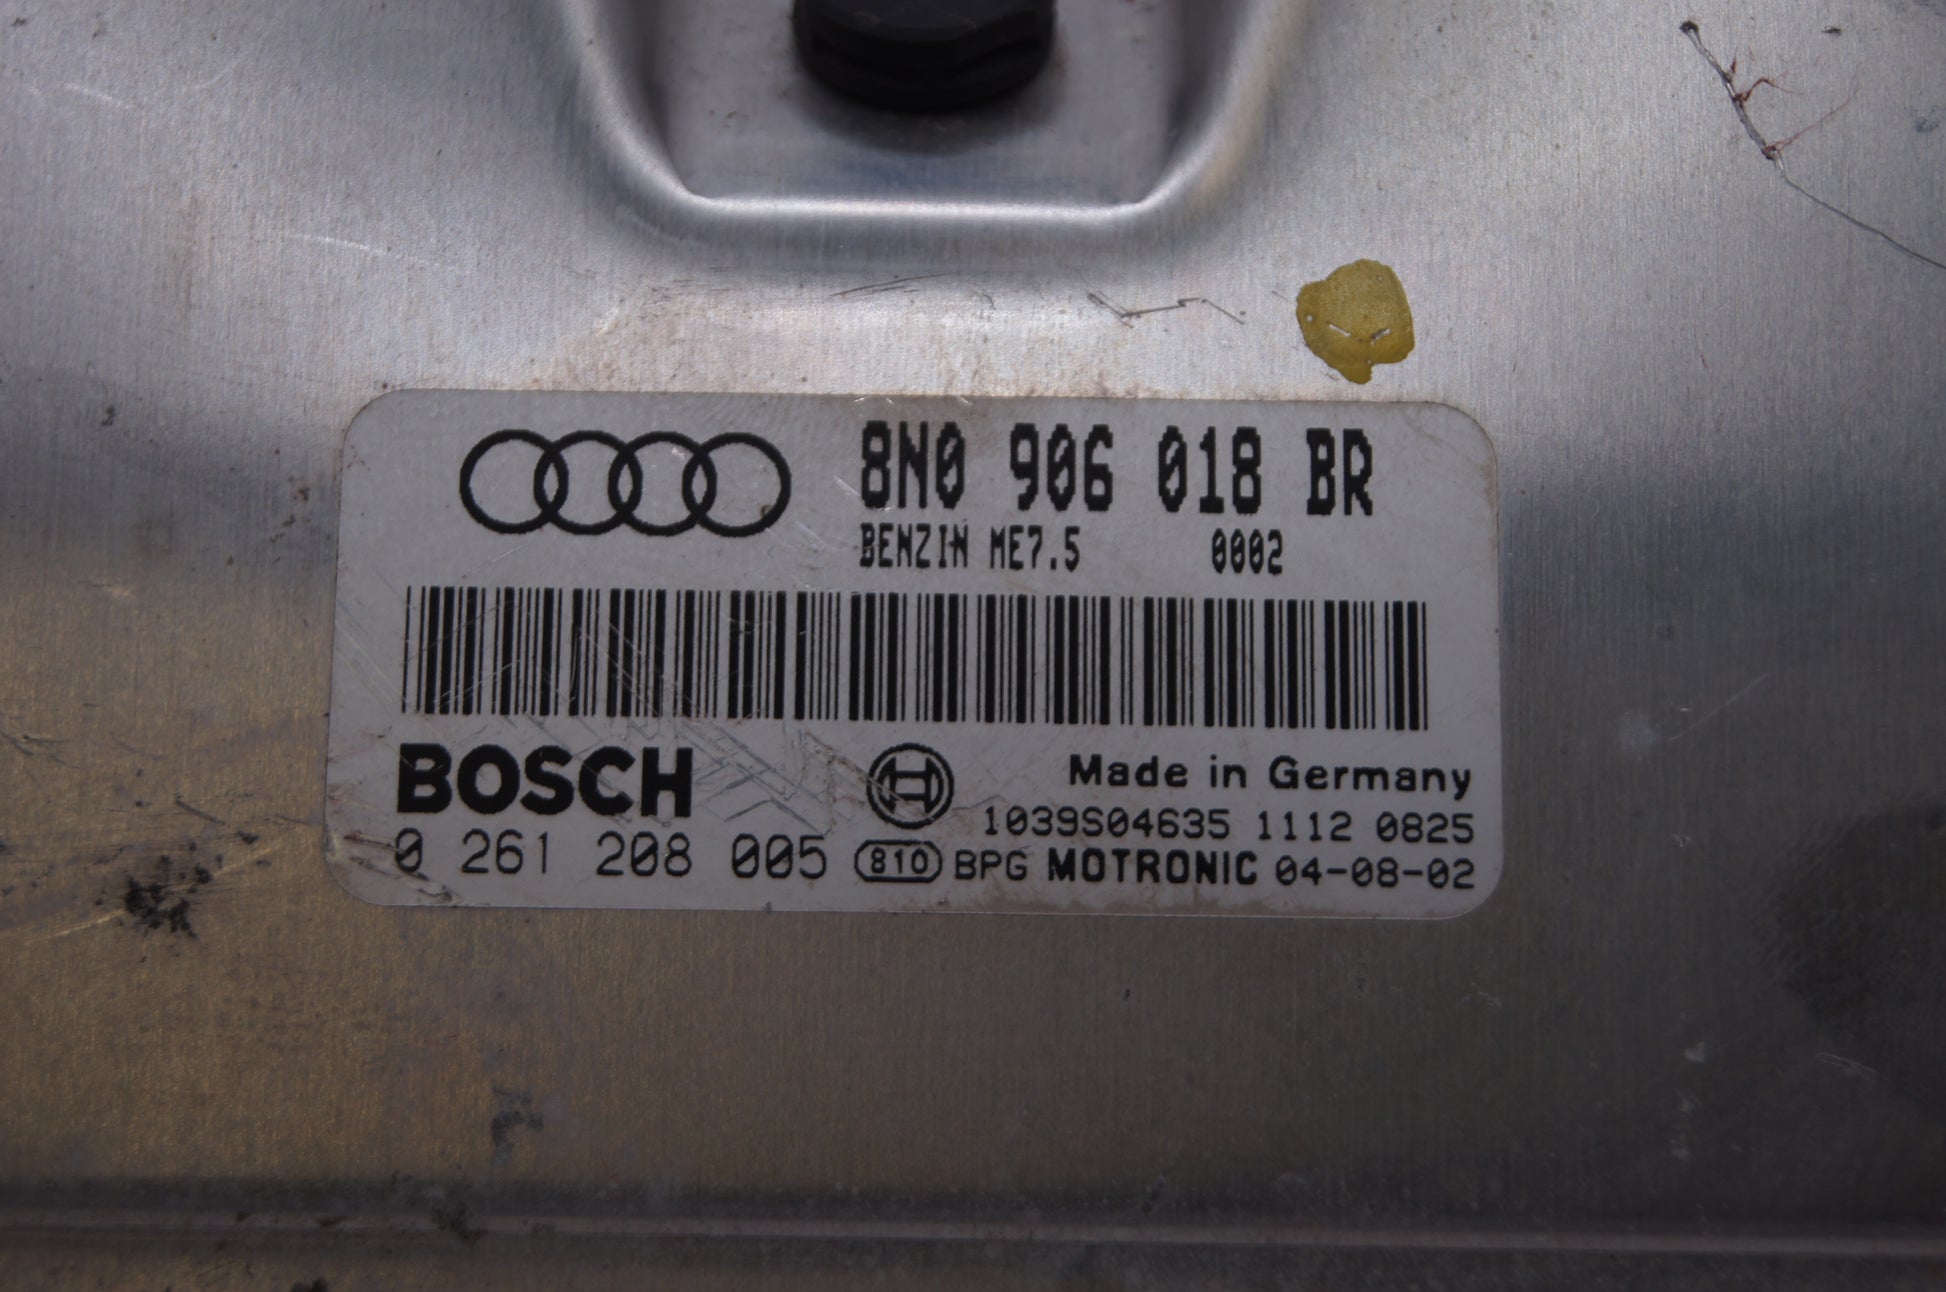 8N0 906 018 BR
BENZIN ME7.5 0002
BOSCH Made in Germany
1039S04635 1112 0825
0 261 208 005 810 BPG MOTRONIC 04-08-02